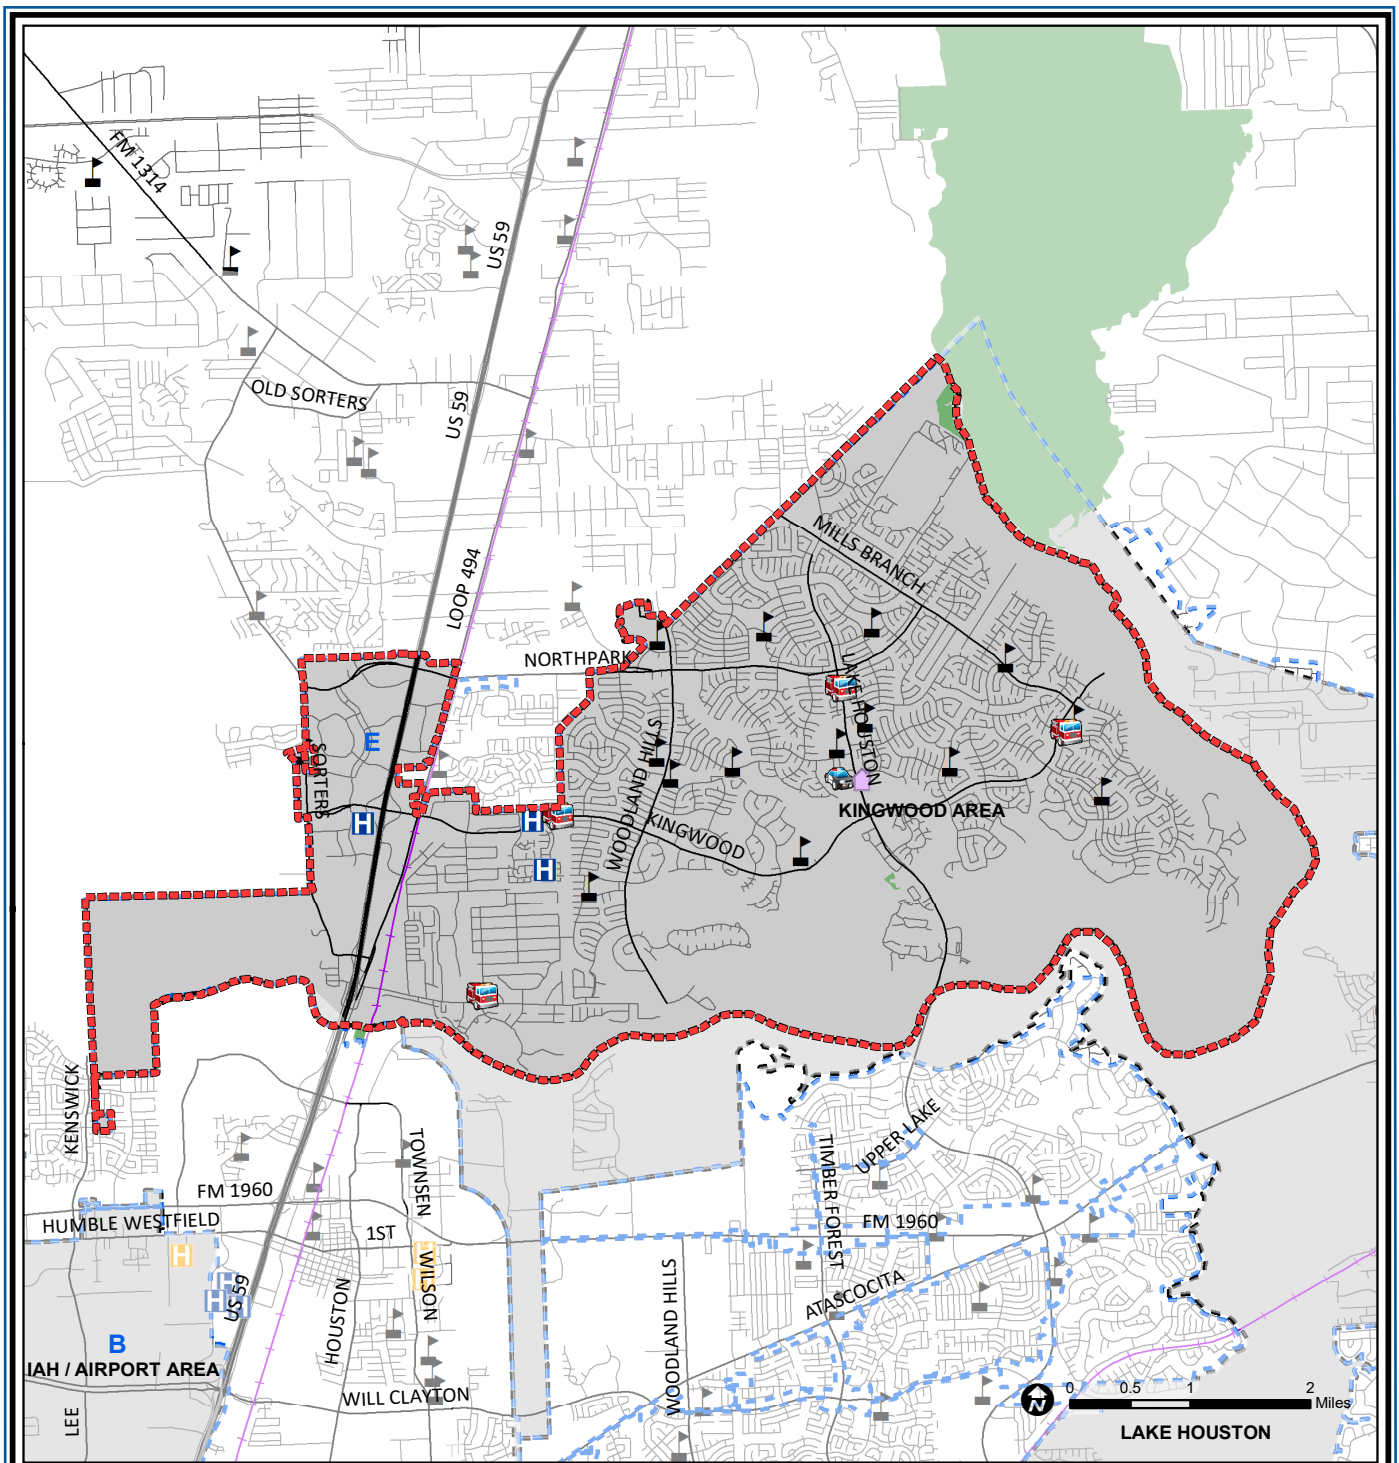 FM 1314
US 59
OLD SORTERS
US 59
LOOP 494
MILLS BRANCH
NORTHPARK
LAKE HOUSTON
E
SORTERS
WOODLAND HILLS
KINGWOOD
KINGWOOD AREA
H
H
H
KENSWICK
TOWNSEN
UPPER LAKE
TIMBER FOREST
FM 1960
HUMBLE WESTFIELD
1ST
FM 1960
H
H
WILSON
H
H
H
H
US 59
HOUSTON
WOODLAND HILLS
ATASCOCITA
B
IAH / AIRPORT AREA
WILL CLAYTON
LEE
N
0 0.5 1 2
Miles
LAKE HOUSTON